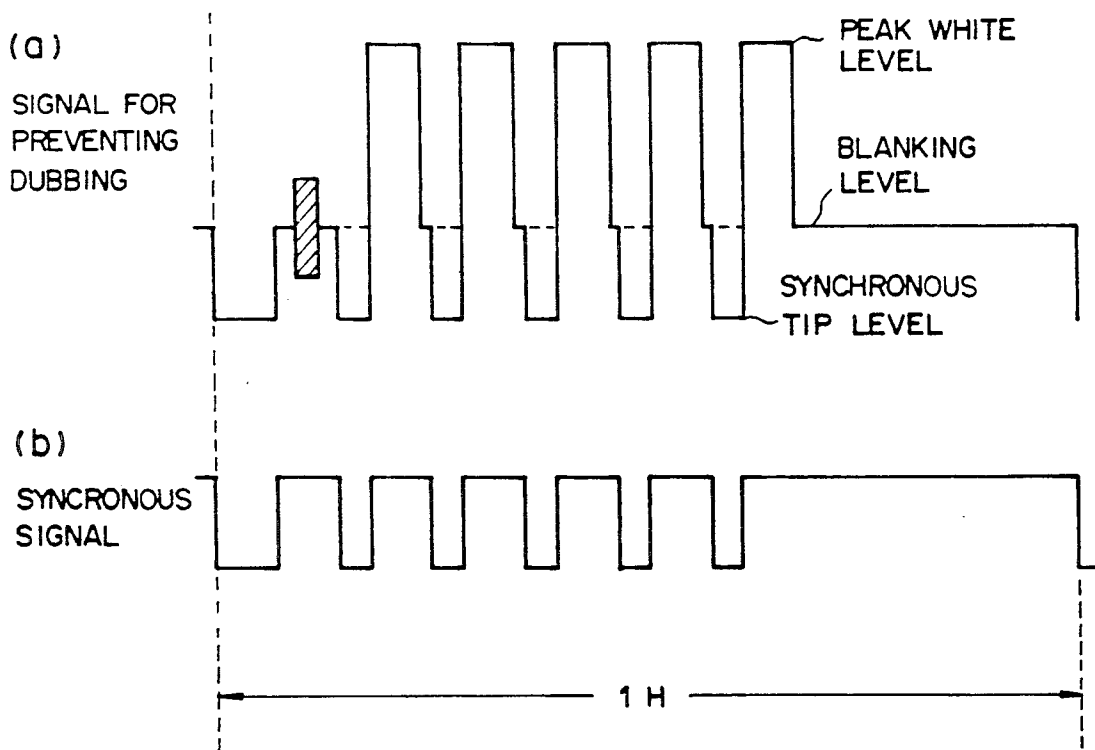 (a)
SIGNAL FOR
PREVENTING
DUBBING
PEAK WHITE
LEVEL
BLANKING
LEVEL
SYNCHRONOUS
TIP LEVEL
(b)
SYNCRONOUS
SIGNAL
1 H